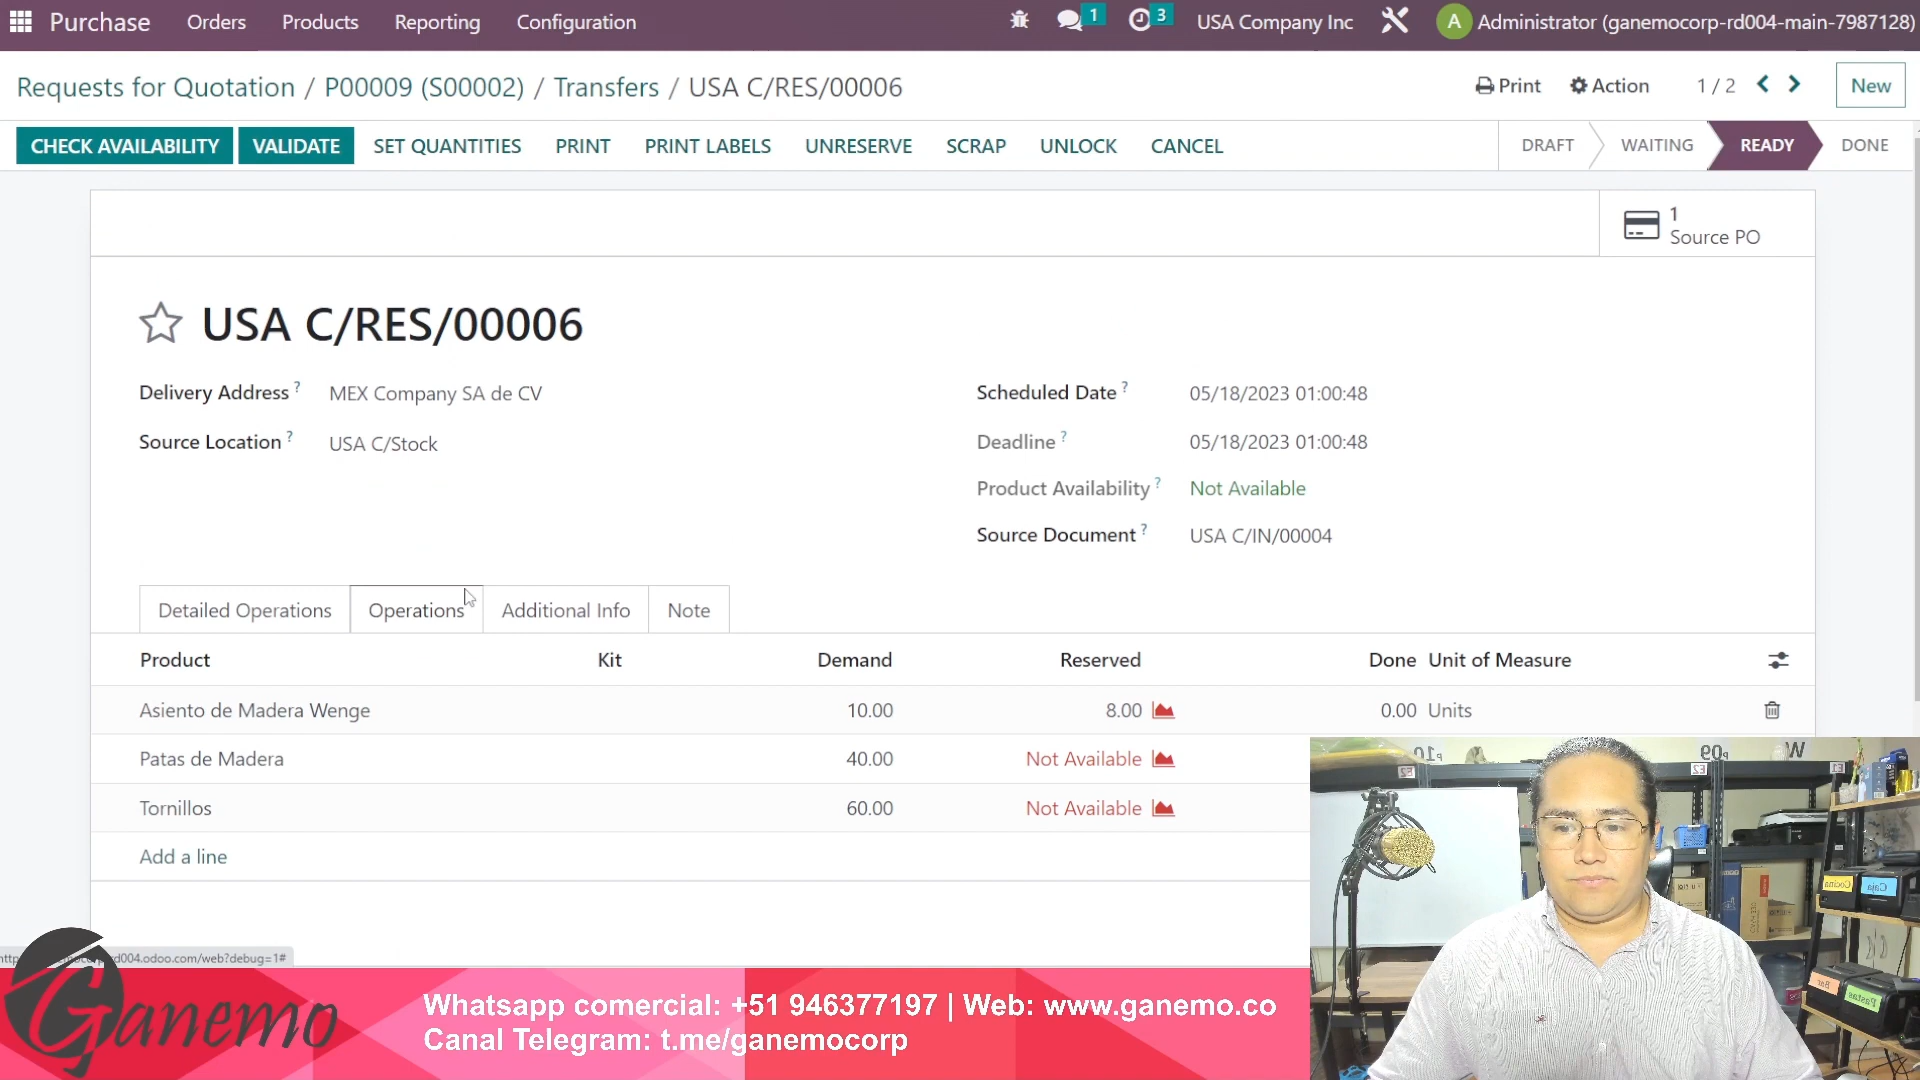 Purchase Orders Products Reporting Configuration 1 3 USA Company Inc A Administrator (ganemocorp-rd004-main-7987128)
Requests for Quotation / P00009 (S00002) / Transfers / USA C/RES/00006 Print Action 1 / 2 New
CHECK AVAILABILITY VALIDATE SET QUANTITIES PRINT PRINT LABELS UNRESERVE SCRAP UNLOCK CANCEL DRAFT WAITING READY DONE
1
Source PO
USA C/RES/00006
Delivery Address ? MEX Company SA de CV Scheduled Date ? 05/18/2023 01:00:48
Source Location ? USA C/Stock Deadline ? 05/18/2023 01:00:48
Product Availability ? Not Available
Source Document ? USA C/IN/00004
Detailed Operations Operations Additional Info Note
Product Kit Demand Reserved Done Unit of Measure
Asiento de Madera Wenge 10.00 8.00 0.00 Units
Patas de Madera 40.00 Not Available
Tornillos 60.00 Not Available
Add a line
rd004.odoo.com/web?debug=1#
Ganemo
Whatsapp comercial: +51 946377197 | Web: www.ganemo.co
Canal Telegram: t.me/ganemocorp
Cocina
Caja
Bar
Pastas